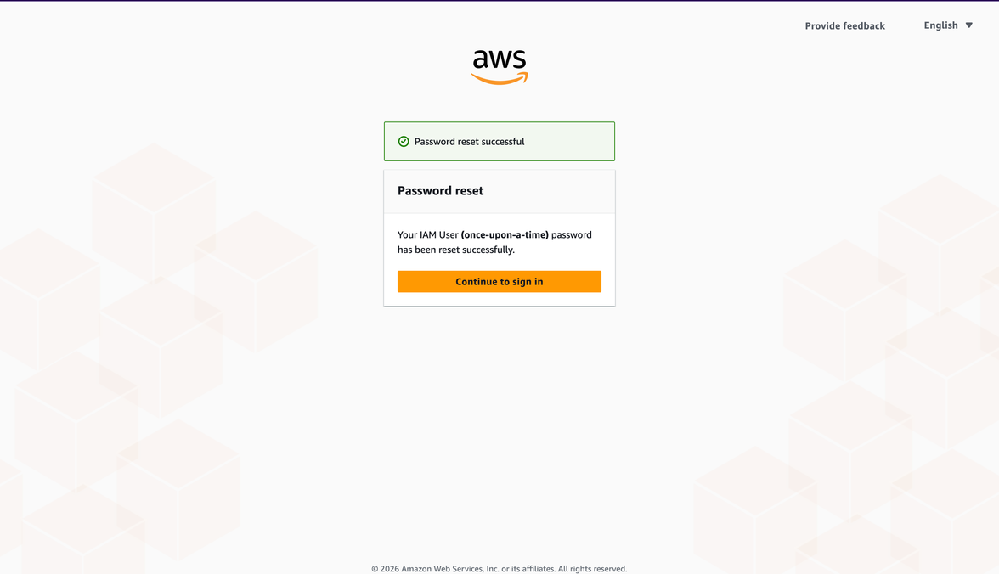 Provide feedback
English
aws
Password reset successful
Password reset
Your IAM User (once-upon-a-time) password
has been reset successfully.
Continue to sign in
© 2026 Amazon Web Services, Inc. or its affiliates. All rights reserved.